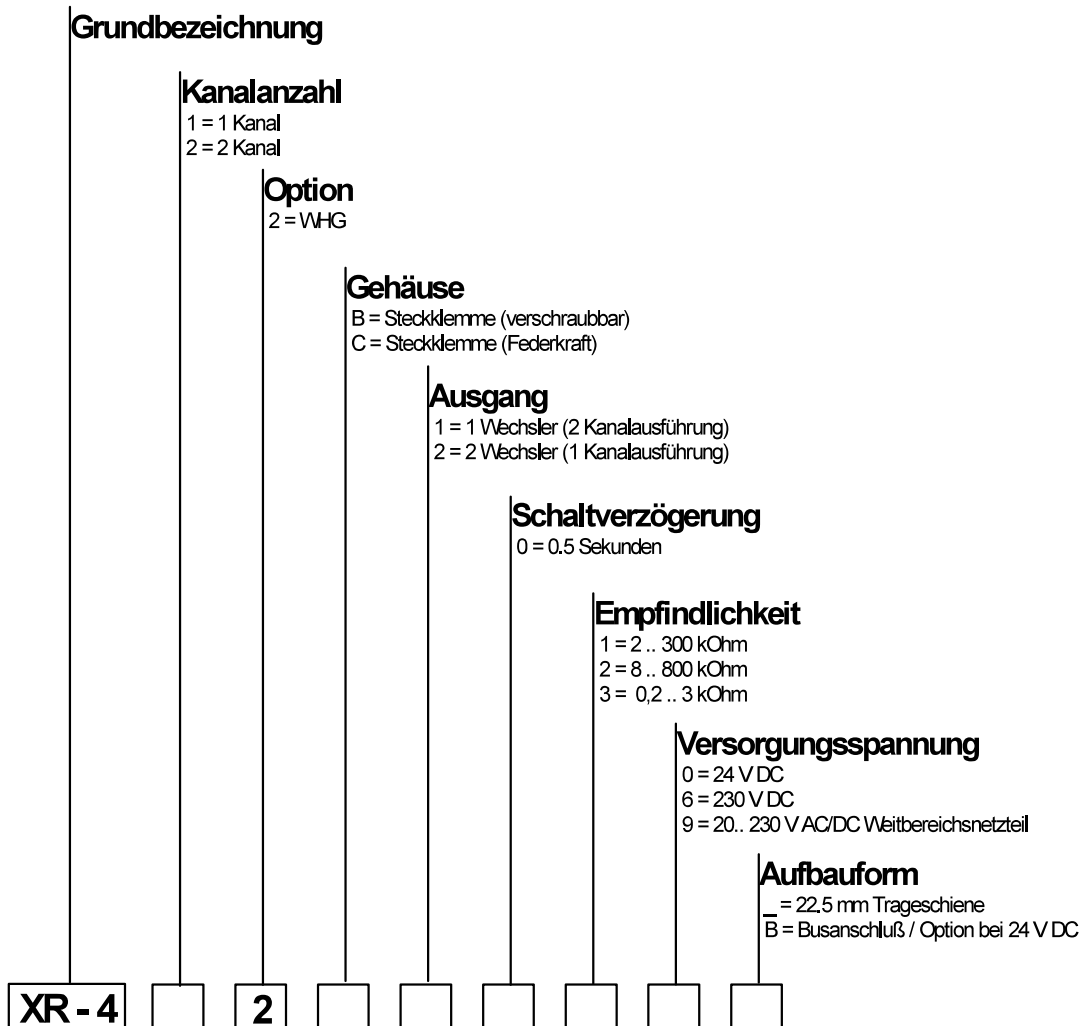 Grundbezeichnung
Kanalanzahl
1 = 1 Kanal
2 = 2 Kanal
Option
2 = WHG
Gehäuse
B = Steckklemme (verschraubbar)
C = Steckklemme (Federkraft)
Ausgang
1 = 1 Wechsler (2 Kanalausführung)
2 = 2 Wechsler (1 Kanalausführung)
Schaltverzögerung
0 = 0.5 Sekunden
Empfindlichkeit
1 = 2 .. 300 kOhm
2 = 8 .. 800 kOhm
3 = 0,2 .. 3 kOhm
Versorgungsspannung
0 = 24 V DC
6 = 230 V DC
9 = 20.. 230 V AC/DC Weitbereichsnetzteil
Aufbauform
_ = 22.5 mm Trageschiene
B = Busanschluß / Option bei 24 V DC
XR - 4 2